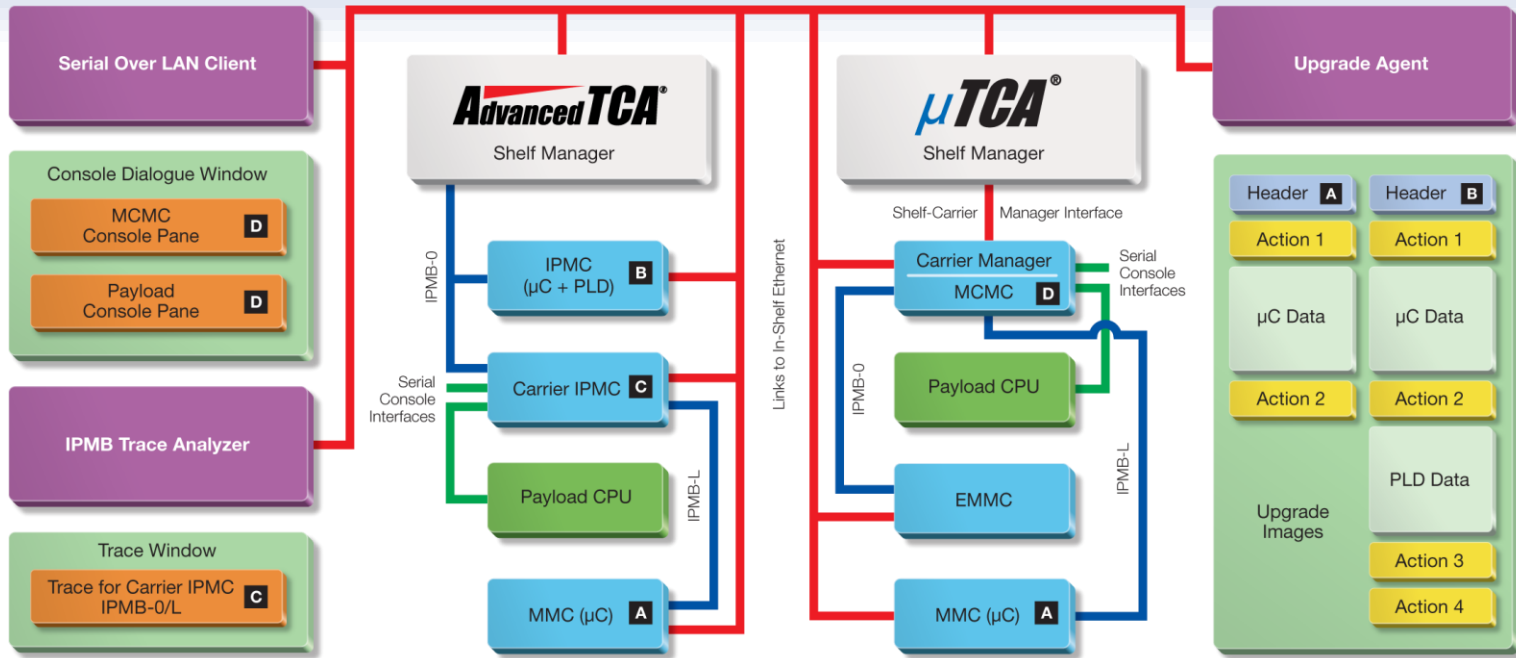 Serial Over LAN Client
Console Dialogue Window
MCMC
Console Pane
D
Payload
Console Pane
D
IPMB Trace Analyzer
Trace Window
Trace for Carrier IPMC
IPMB-0/L
C
AdvancedTCA®
Shelf Manager
IPMB-0
IPMC
(µC + PLD)
B
Carrier IPMC
C
Serial
Console
Interfaces
Payload CPU
IPMB-L
MMC (µC)
A
Links to In-Shelf Ethernet
µTCA®
Shelf Manager
Shelf-Carrier Manager Interface
Carrier Manager
MCMC
D
Serial
Console
Interfaces
Payload CPU
IPMB-0
EMMC
IPMB-L
MMC (µC)
A
Upgrade Agent
Header A
Action 1
µC Data
Action 2
Header B
Action 1
µC Data
Action 2
PLD Data
Action 3
Action 4
Upgrade
Images